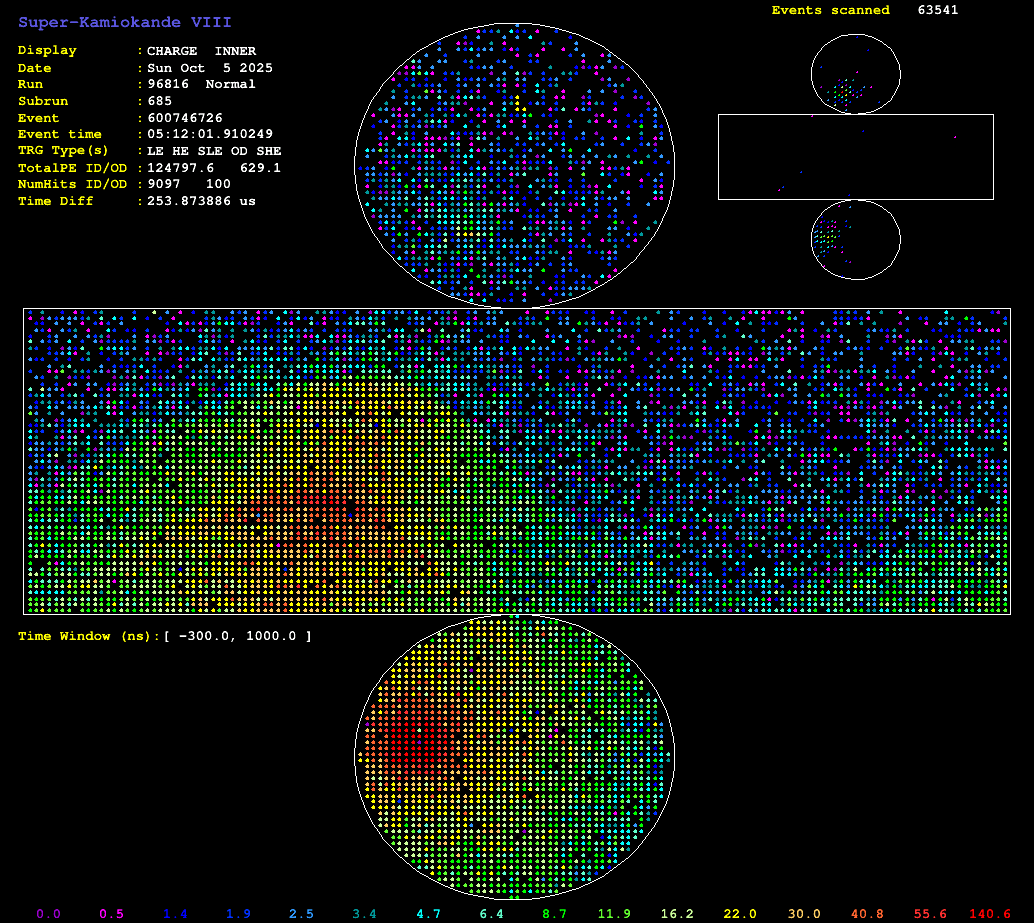 Super-Kamiokande VIII
Events scanned 63541
Display : CHARGE INNER
Date : Sun Oct 5 2025
Run : 96816 Normal
Subrun : 685
Event : 600746726
Event time : 05:12:01.910249
TRG Type(s) : LE HE SLE OD SHE
TotalPE ID/OD : 124797.6 629.1
NumHits ID/OD : 9097 100
Time Diff : 253.873886 us
Time Window (ns):[ -300.0, 1000.0 ]
0.0 0.5 1.4 1.9 2.5 3.4 4.7 6.4 8.7 11.9 16.2 22.0 30.0 40.8 55.6 140.6